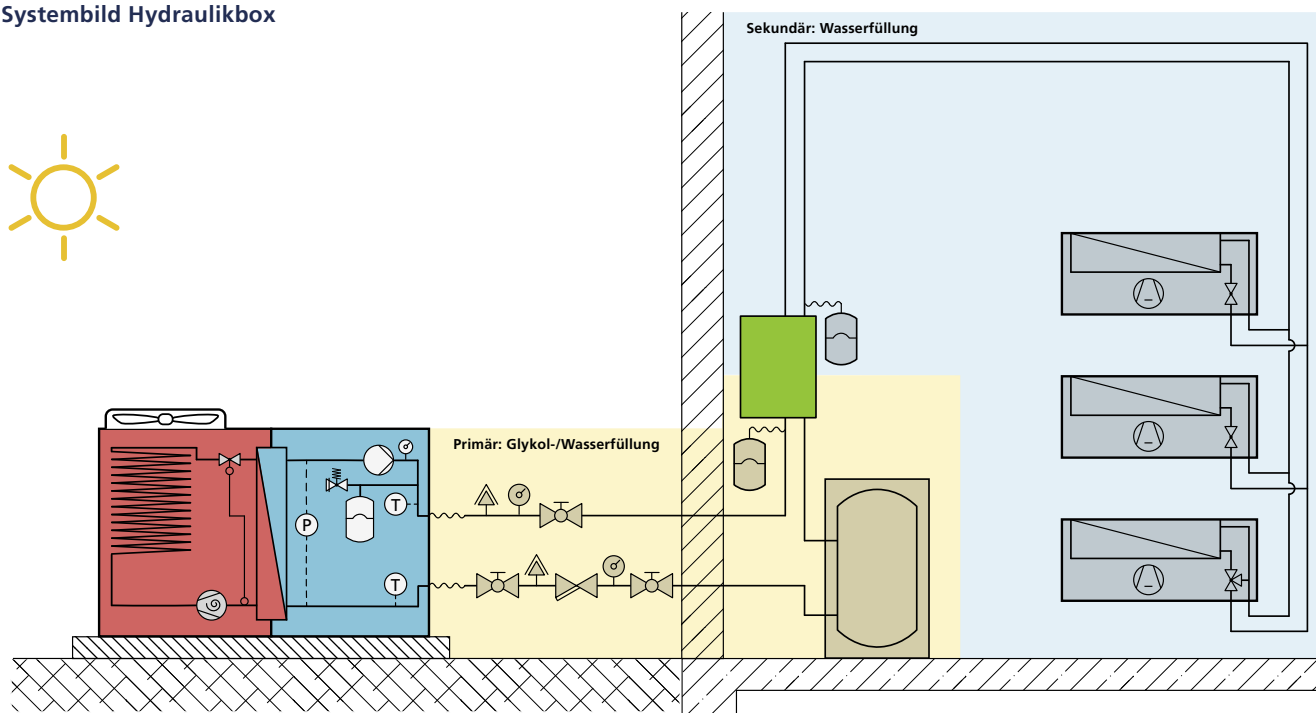 Systembild Hydraulikbox
Sekundär: Wasserfüllung
Primär: Glykol-/Wasserfüllung
T
P
T